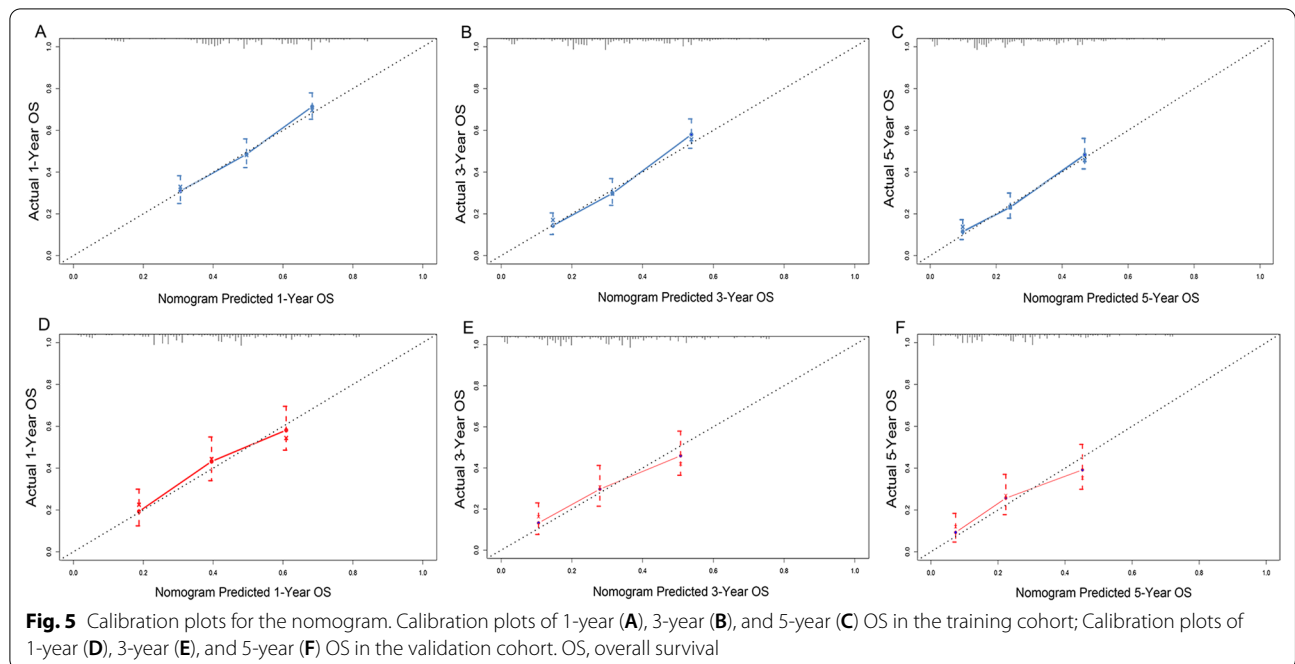 A
Actual 1-Year OS
1.0
0.8
0.6
0.4
0.2
0.0
0.0 0.2 0.4 0.6 0.8 1.0
Nomogram Predicted 1-Year OS
B
Actual 3-Year OS
1.0
0.8
0.6
0.4
0.2
0.0
0.0 0.2 0.4 0.6 0.8 1.0
Nomogram Predicted 3-Year OS
C
Actual 5-Year OS
1.0
0.8
0.6
0.4
0.2
0.0
0.0 0.2 0.4 0.6 0.8 1.0
Nomogram Predicted 5-Year OS
D
Actual 1-Year OS
1.0
0.8
0.6
0.4
0.2
0.0
0.0 0.2 0.4 0.6 0.8 1.0
Nomogram Predicted 1-Year OS
E
Actual 3-Year OS
1.0
0.8
0.6
0.4
0.2
0.0
0.0 0.2 0.4 0.6 0.8 1.0
Nomogram Predicted 3-Year OS
F
Actual 5-Year OS
1.0
0.8
0.6
0.4
0.2
0.0
0.0 0.2 0.4 0.6 0.8 1.0
Nomogram Predicted 5-Year OS
Fig. 5 Calibration plots for the nomogram. Calibration plots of 1-year (A), 3-year (B), and 5-year (C) OS in the training cohort; Calibration plots of
1-year (D), 3-year (E), and 5-year (F) OS in the validation cohort. OS, overall survival